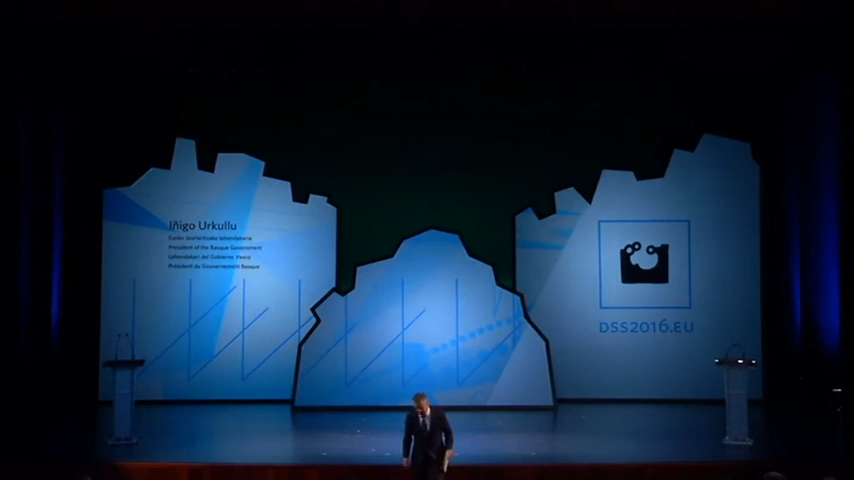 Iñigo Urkullu
Eusko Jaurlaritzako lehendakaria
President of the Basque Government
Lehendakari del Gobierno Vasco
Président du Gouvernement Basque
DSS2016.EU